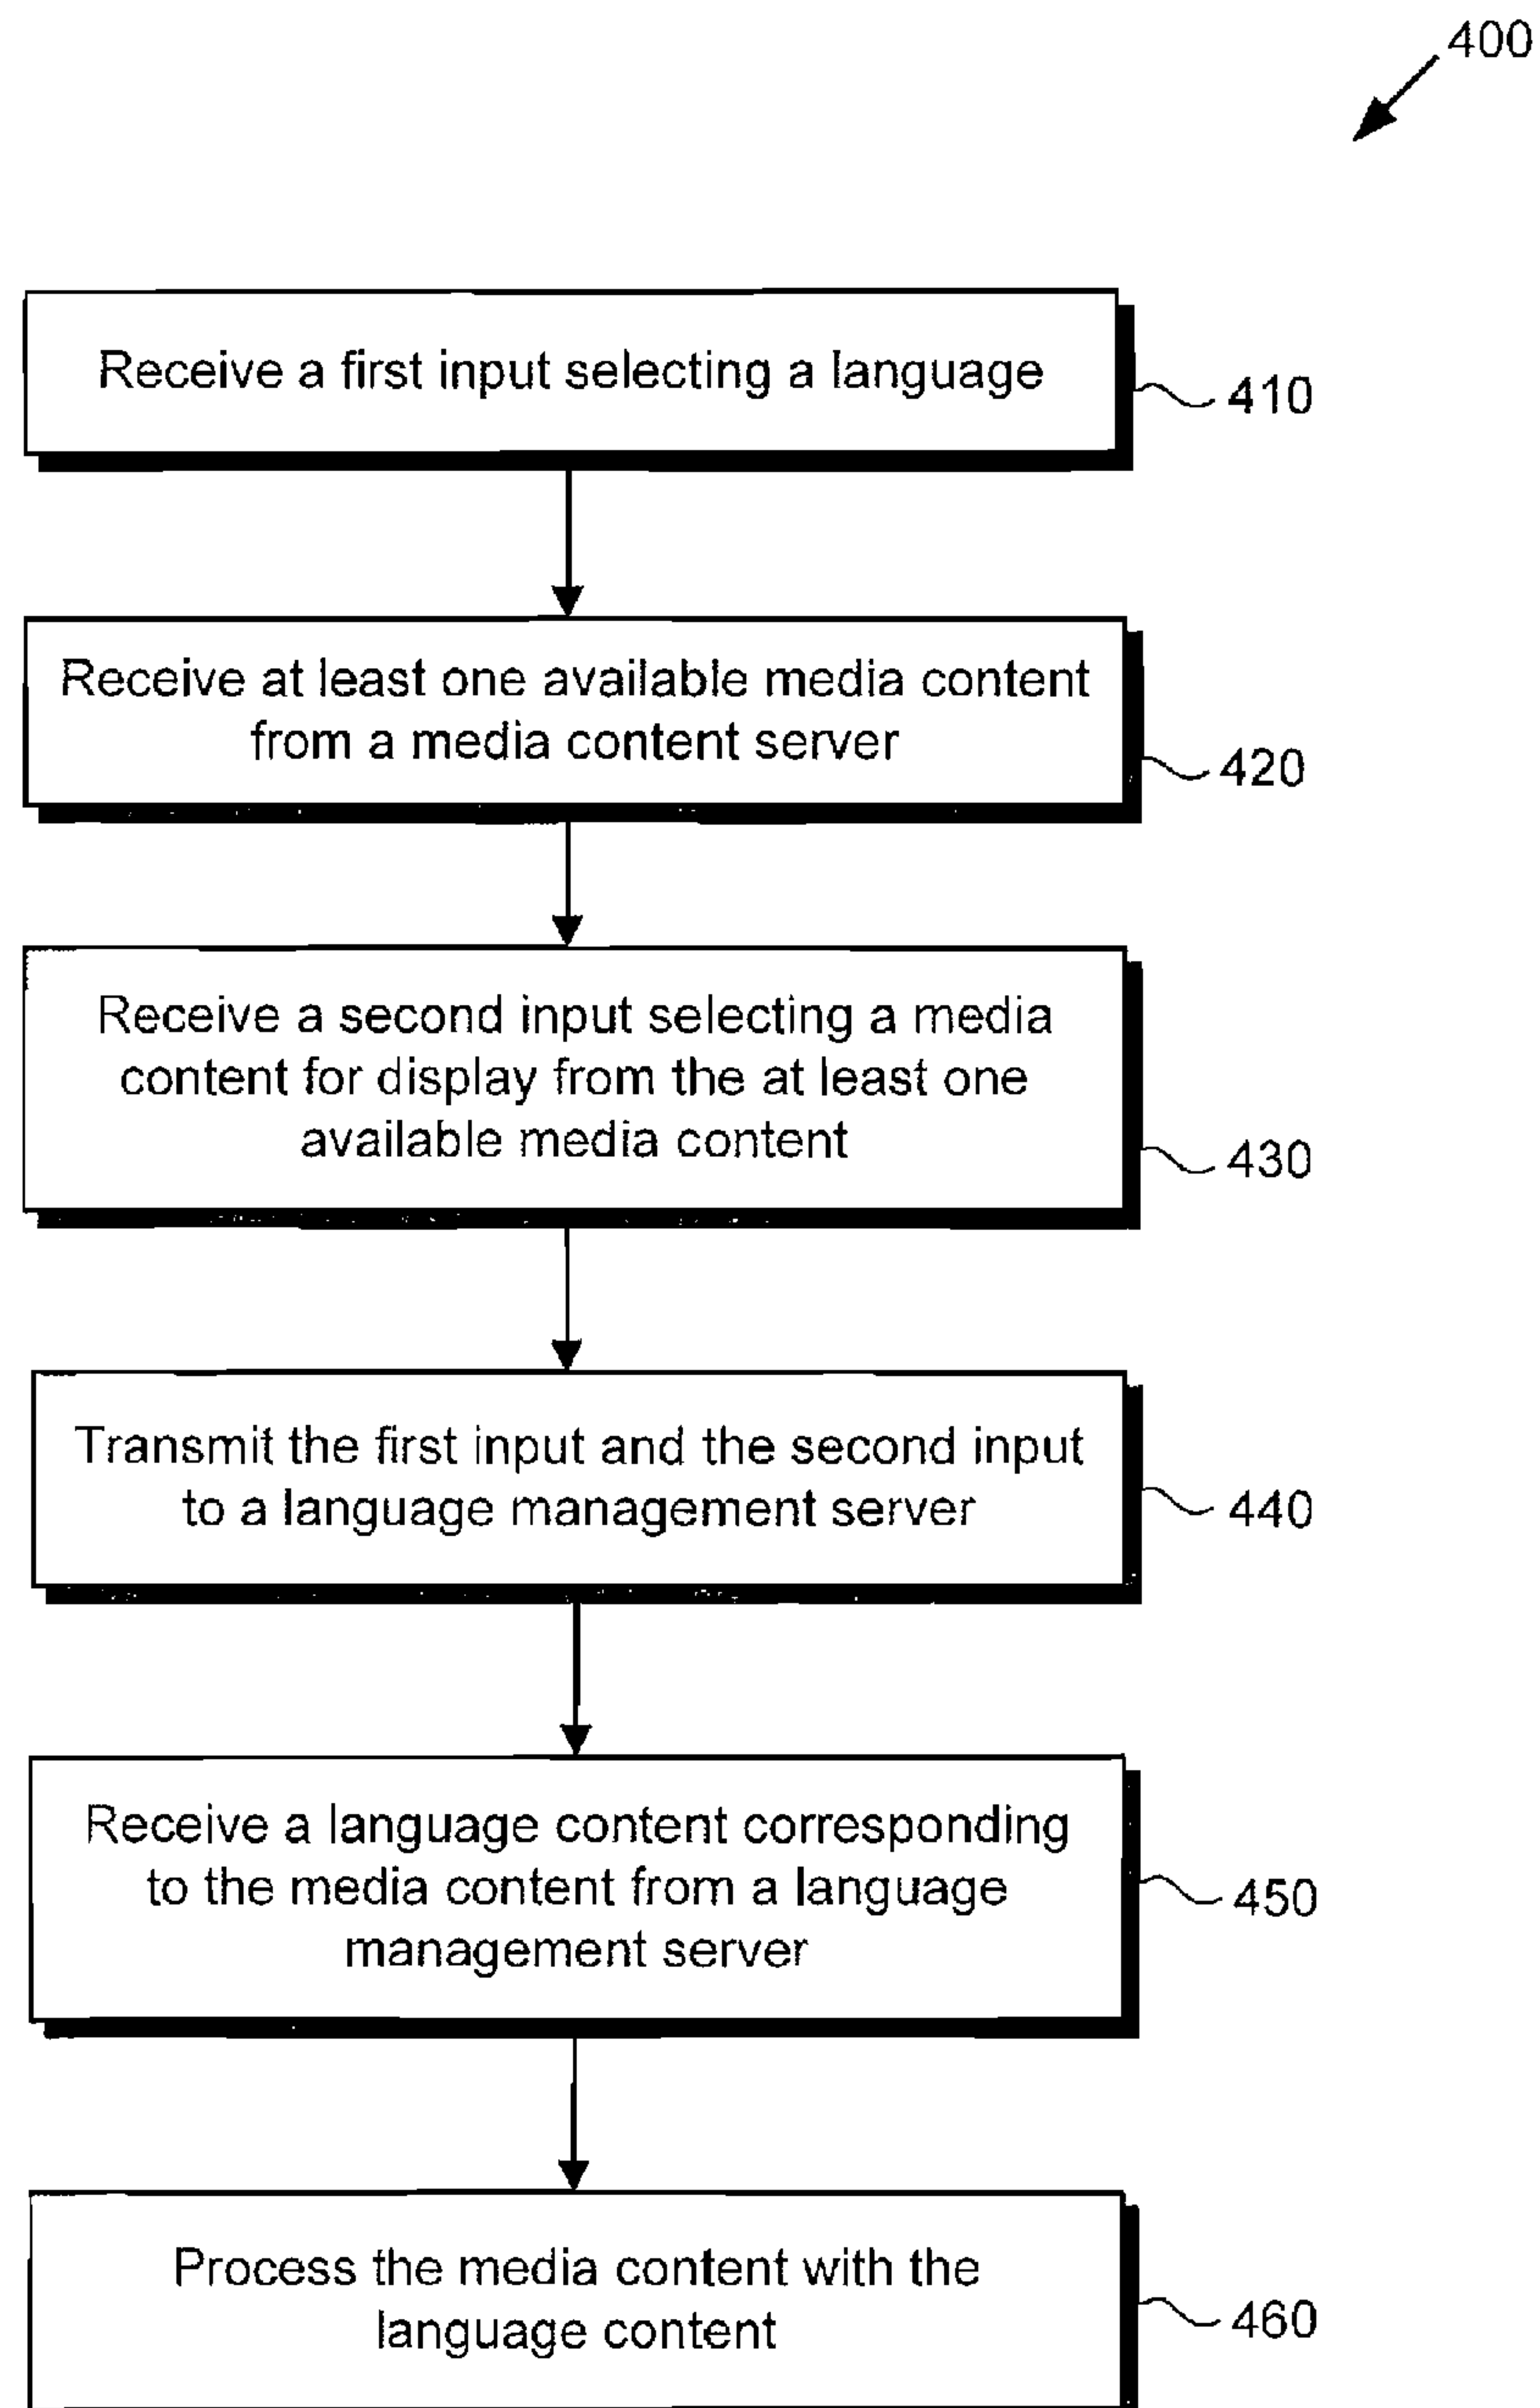 400
Receive a first input selecting a language
410
Receive at least one available media content
from a media content server
420
Receive a second input selecting a media
content for display from the at least one
available media content
430
Transmit the first input and the second input
to a language management server
440
Receive a language content corresponding
to the media content from a language
management server
450
Process the media content with the
language content
460